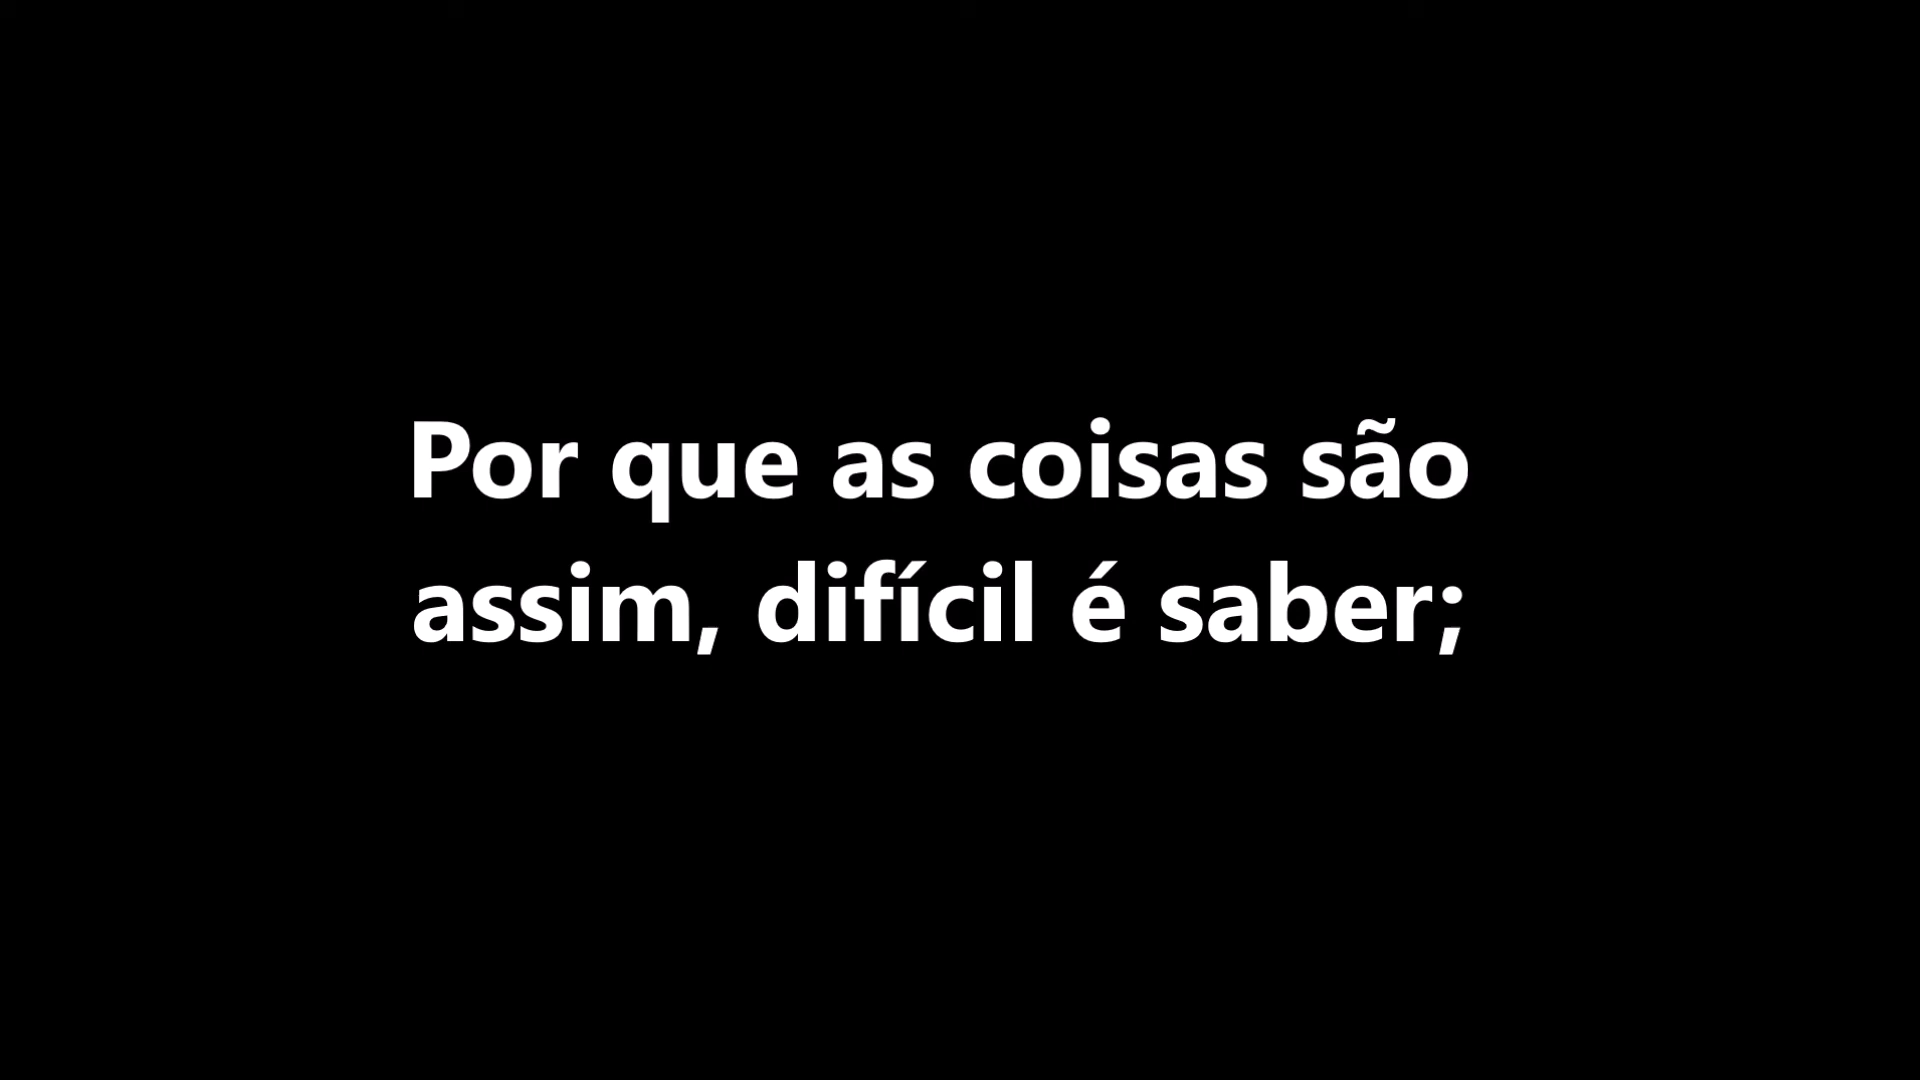 Por que as coisas são
assim, difícil é saber;